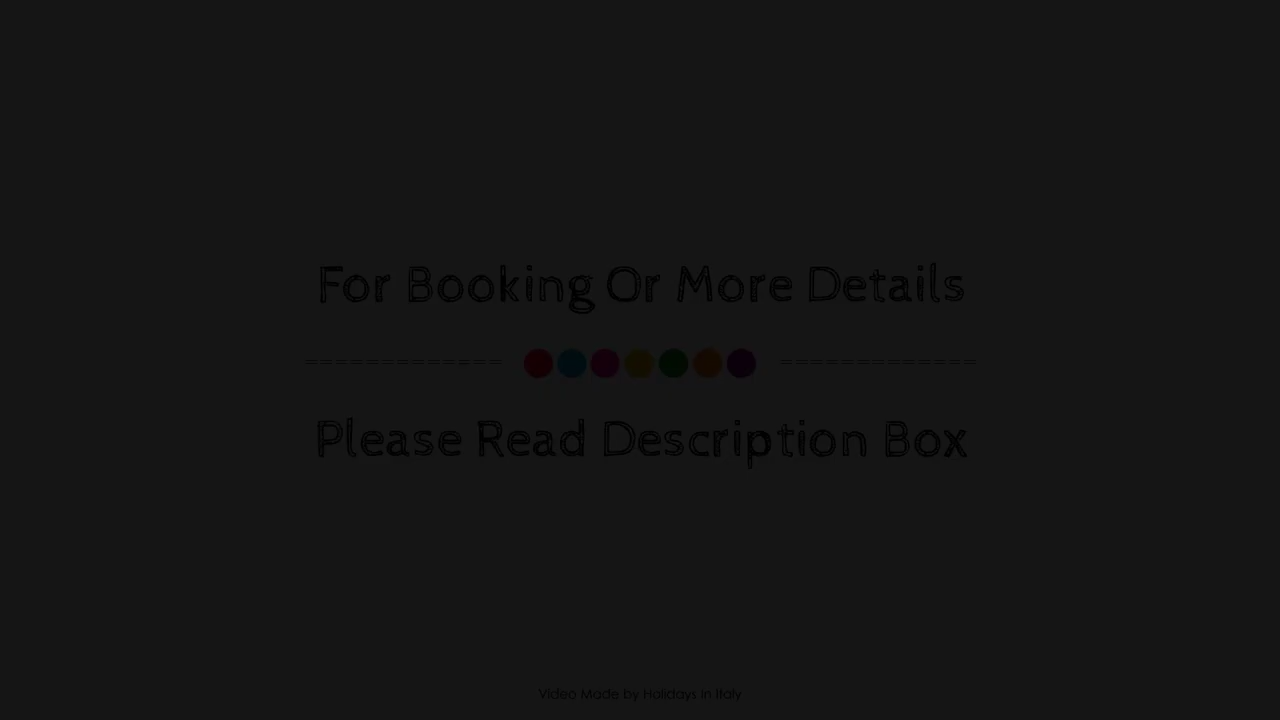 For Booking Or More Details
============= =============
Please Read Description Box
Video Made by Holidays in Italy